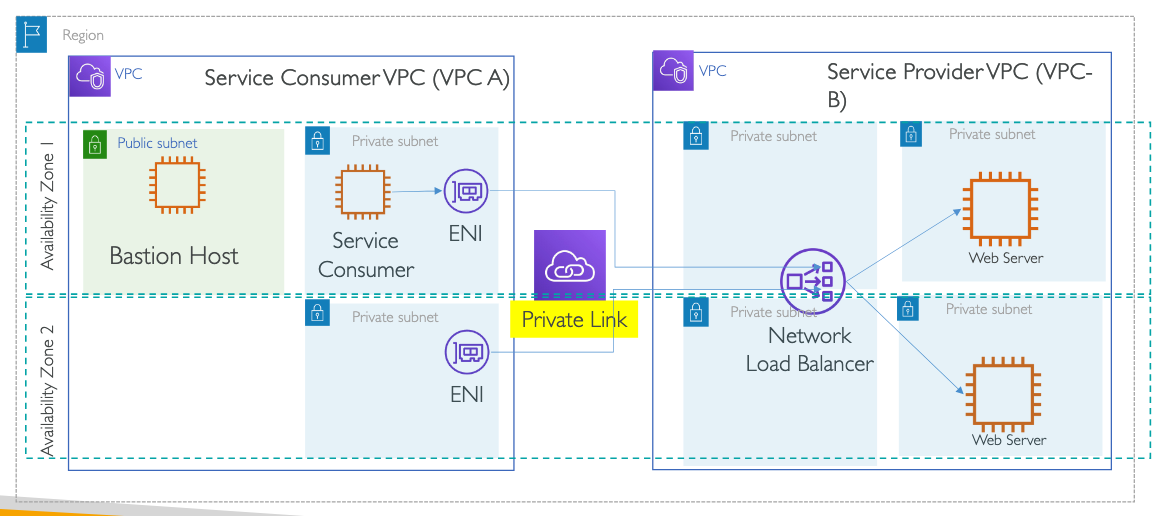 Region
VPC
Service Consumer VPC (VPC A)
VPC
Service Provider VPC (VPC-
B)
Availability Zone 1
Public subnet
Bastion Host
Private subnet
Service
Consumer
ENI
Private subnet
Private subnet
Web Server
Private Link
Availability Zone 2
Private subnet
ENI
Private subnet
Network
Load Balancer
Private subnet
Web Server